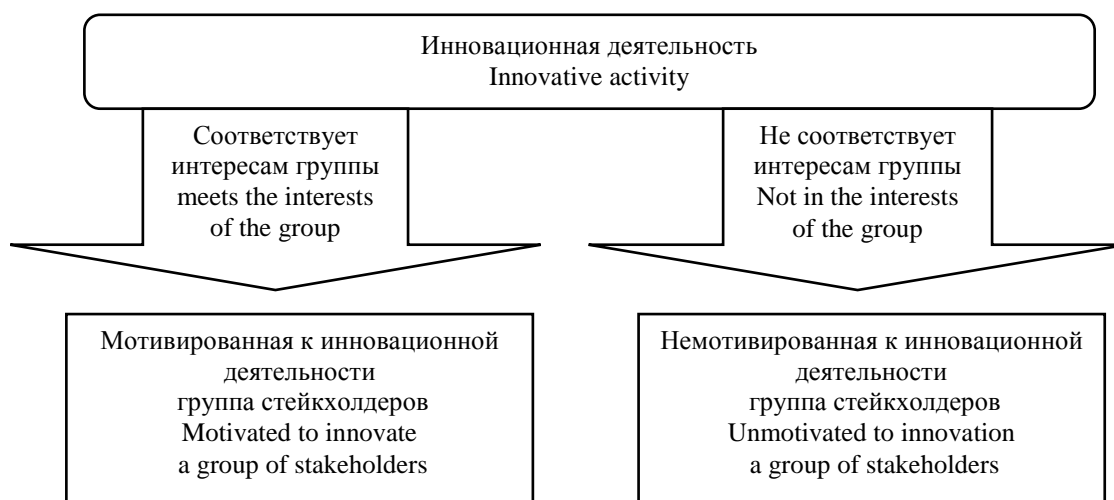 Инновационная деятельность
Innovative activity
Соответствует
интересам группы
meets the interests
of the group
Не соответствует
интересам группы
Not in the interests
of the group
Мотивированная к инновационной
деятельности
группа стейкхолдеров
Motivated to innovate
a group of stakeholders
Немотивированная к инновационной
деятельности
группа стейкхолдеров
Unmotivated to innovation
a group of stakeholders